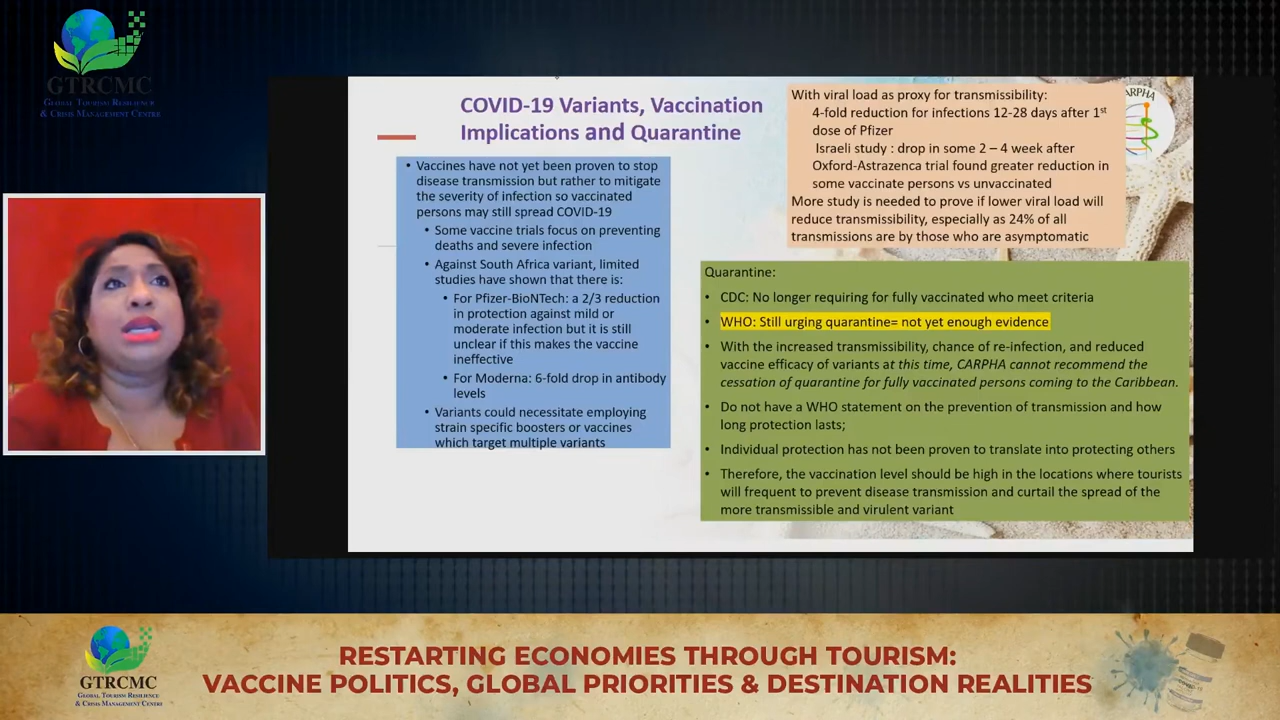 GTRCMC
GLOBAL TOURISM RESILIENCE
& CRISIS MANAGEMENT CENTRE
COVID-19 Variants, Vaccination
Implications and Quarantine
• Vaccines have not yet been proven to stop
disease transmission but rather to mitigate
the severity of infection so vaccinated
persons may still spread COVID-19
• Some vaccine trials focus on preventing
deaths and severe infection
• Against South Africa variant, limited
studies have shown that there is:
• For Pfizer-BioNTech: a 2/3 reduction
in protection against mild or
moderate infection but it is still
unclear if this makes the vaccine
ineffective
• For Moderna: 6-fold drop in antibody
levels
• Variants could necessitate employing
strain specific boosters or vaccines
which target multiple variants
With viral load as proxy for transmissibility:
4-fold reduction for infections 12-28 days after 1st
dose of Pfizer
Israeli study : drop in some 2 – 4 week after
Oxford-Astrazenca trial found greater reduction in
some vaccinate persons vs unvaccinated
More study is needed to prove if lower viral load will
reduce transmissibility, especially as 24% of all
transmissions are by those who are asymptomatic
ARPHA
Quarantine:
• CDC: No longer requiring for fully vaccinated who meet criteria
• WHO: Still urging quarantine= not yet enough evidence
• With the increased transmissibility, chance of re-infection, and reduced
vaccine efficacy of variants at this time, CARPHA cannot recommend the
cessation of quarantine for fully vaccinated persons coming to the Caribbean.
• Do not have a WHO statement on the prevention of transmission and how
long protection lasts;
• Individual protection has not been proven to translate into protecting others
• Therefore, the vaccination level should be high in the locations where tourists
will frequent to prevent disease transmission and curtail the spread of the
more transmissible and virulent variant
GTRCMC
GLOBAL TOURISM RESILIENCE
& CRISIS MANAGEMENT CENTRE
RESTARTING ECONOMIES THROUGH TOURISM:
VACCINE POLITICS, GLOBAL PRIORITIES & DESTINATION REALITIES